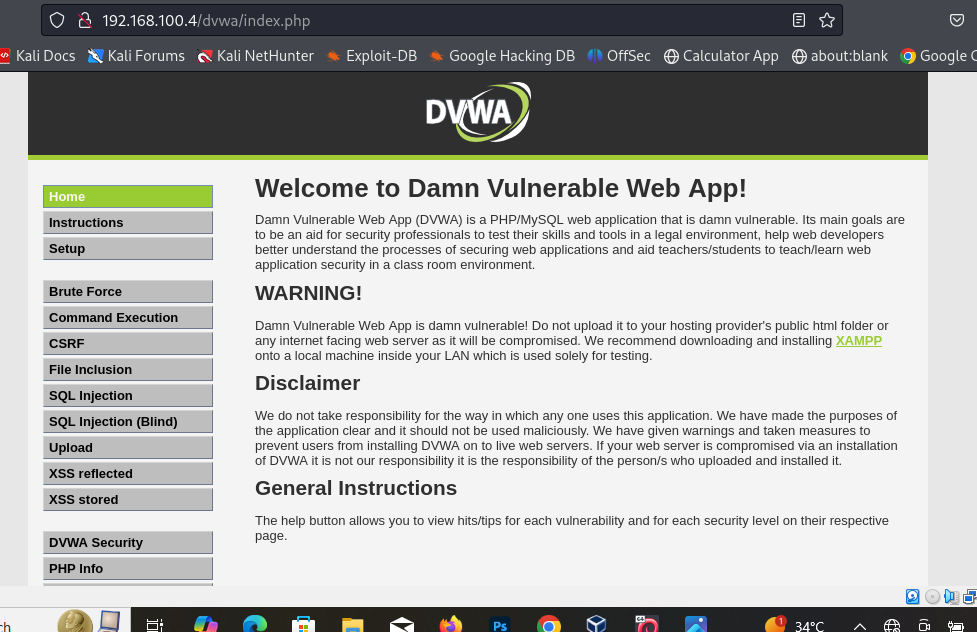 192.168.100.4/dvwa/index.php
Kali Docs Kali Forums Kali NetHunter Exploit-DB Google Hacking DB OffSec Calculator App about:blank Google
DVWA
Home
Instructions
Setup
Brute Force
Command Execution
CSRF
File Inclusion
SQL Injection
SQL Injection (Blind)
Upload
XSS reflected
XSS stored
DVWA Security
PHP Info
Welcome to Damn Vulnerable Web App!
Damn Vulnerable Web App (DVWA) is a PHP/MySQL web application that is damn vulnerable. Its main goals are
to be an aid for security professionals to test their skills and tools in a legal environment, help web developers
better understand the processes of securing web applications and aid teachers/students to teach/learn web
application security in a class room environment.
WARNING!
Damn Vulnerable Web App is damn vulnerable! Do not upload it to your hosting provider's public html folder or
any internet facing web server as it will be compromised. We recommend downloading and installing XAMPP
onto a local machine inside your LAN which is used solely for testing.
Disclaimer
We do not take responsibility for the way in which any one uses this application. We have made the purposes of
the application clear and it should not be used maliciously. We have given warnings and taken measures to
prevent users from installing DVWA on to live web servers. If your web server is compromised via an installation
of DVWA it is not our responsibility it is the responsibility of the person/s who uploaded and installed it.
General Instructions
The help button allows you to view hits/tips for each vulnerability and for each security level on their respective
page.
Ps 64 1 34°C